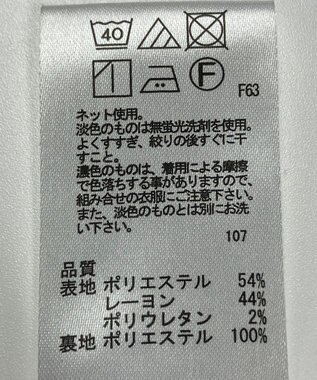 40
F
F63
ネット使用。
淡色のものは無蛍光洗剤を使用。
よくすすぎ、絞りの後すぐに干
すこと。
濃色のものは、着用による摩擦
で色落ちする事がありますので、
組み合せの衣服にご注意下さい。
また、淡色のものとは別にお洗
い下さい。
107
品質
表地 ポリエステル 54%
レーヨン 44%
ポリウレタン 2%
裏地 ポリエステル 100%